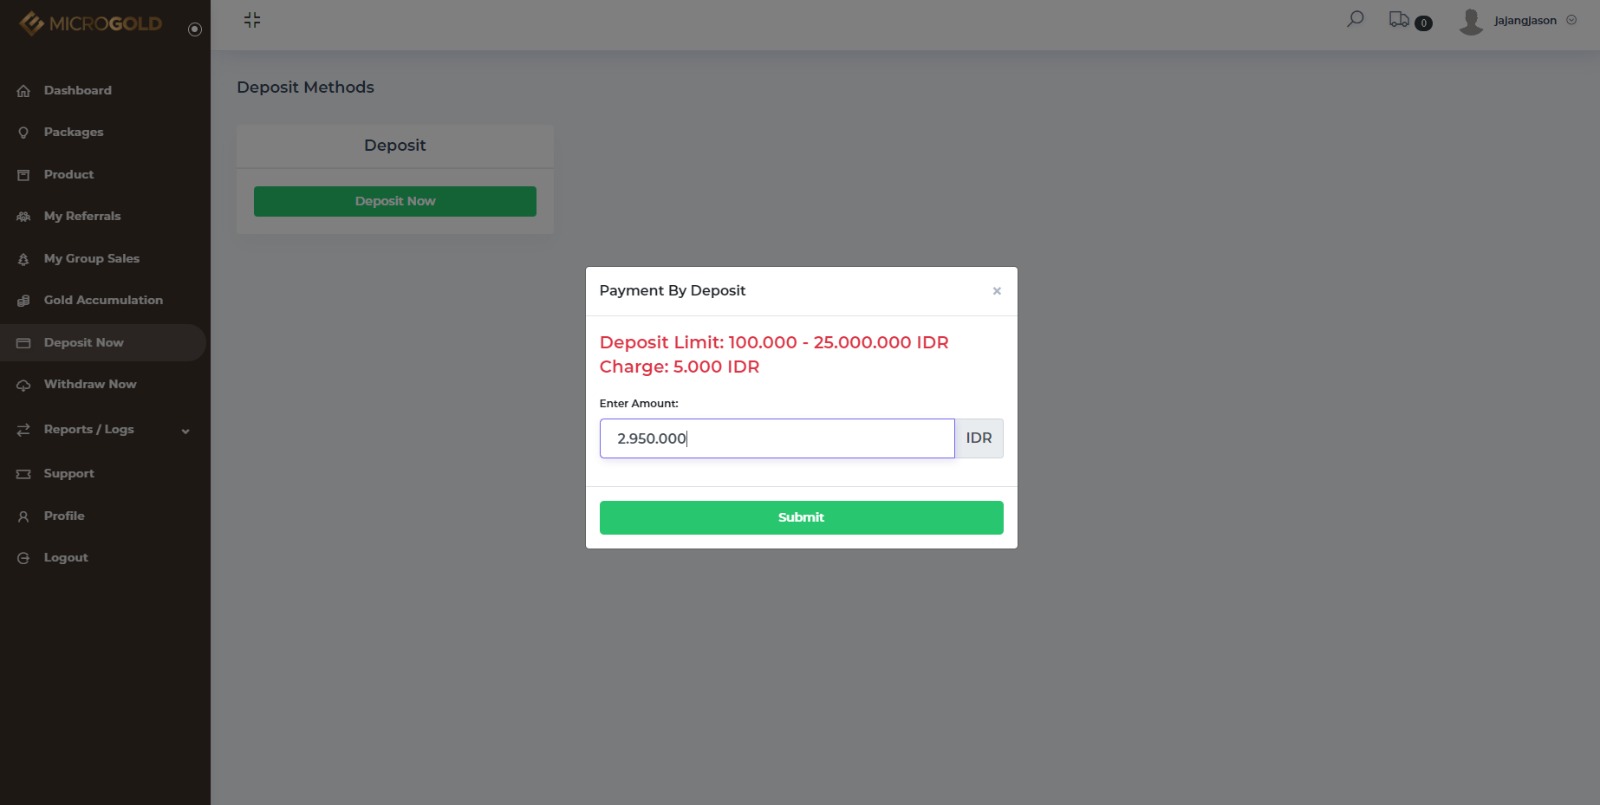 MICROGOLD
0
jajangjason
Dashboard
Packages
Product
My Referrals
My Group Sales
Gold Accumulation
Deposit Now
Withdraw Now
Reports / Logs
Support
Profile
Logout
Deposit Methods
Deposit
Deposit Now
Payment By Deposit
×
Deposit Limit: 100.000 - 25.000.000 IDR
Charge: 5.000 IDR
Enter Amount:
2.950.000 IDR
Submit